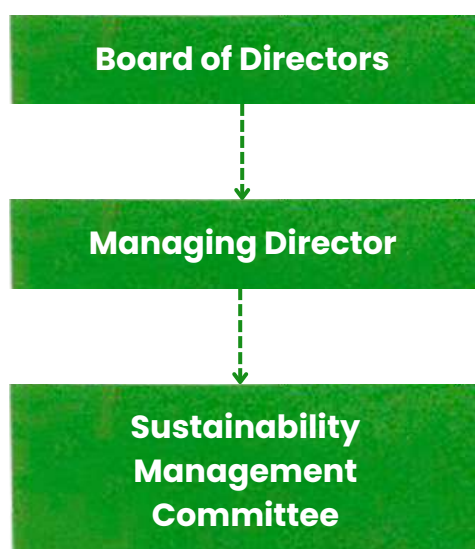 Board of Directors
Managing Director
Sustainability
Management
Committee